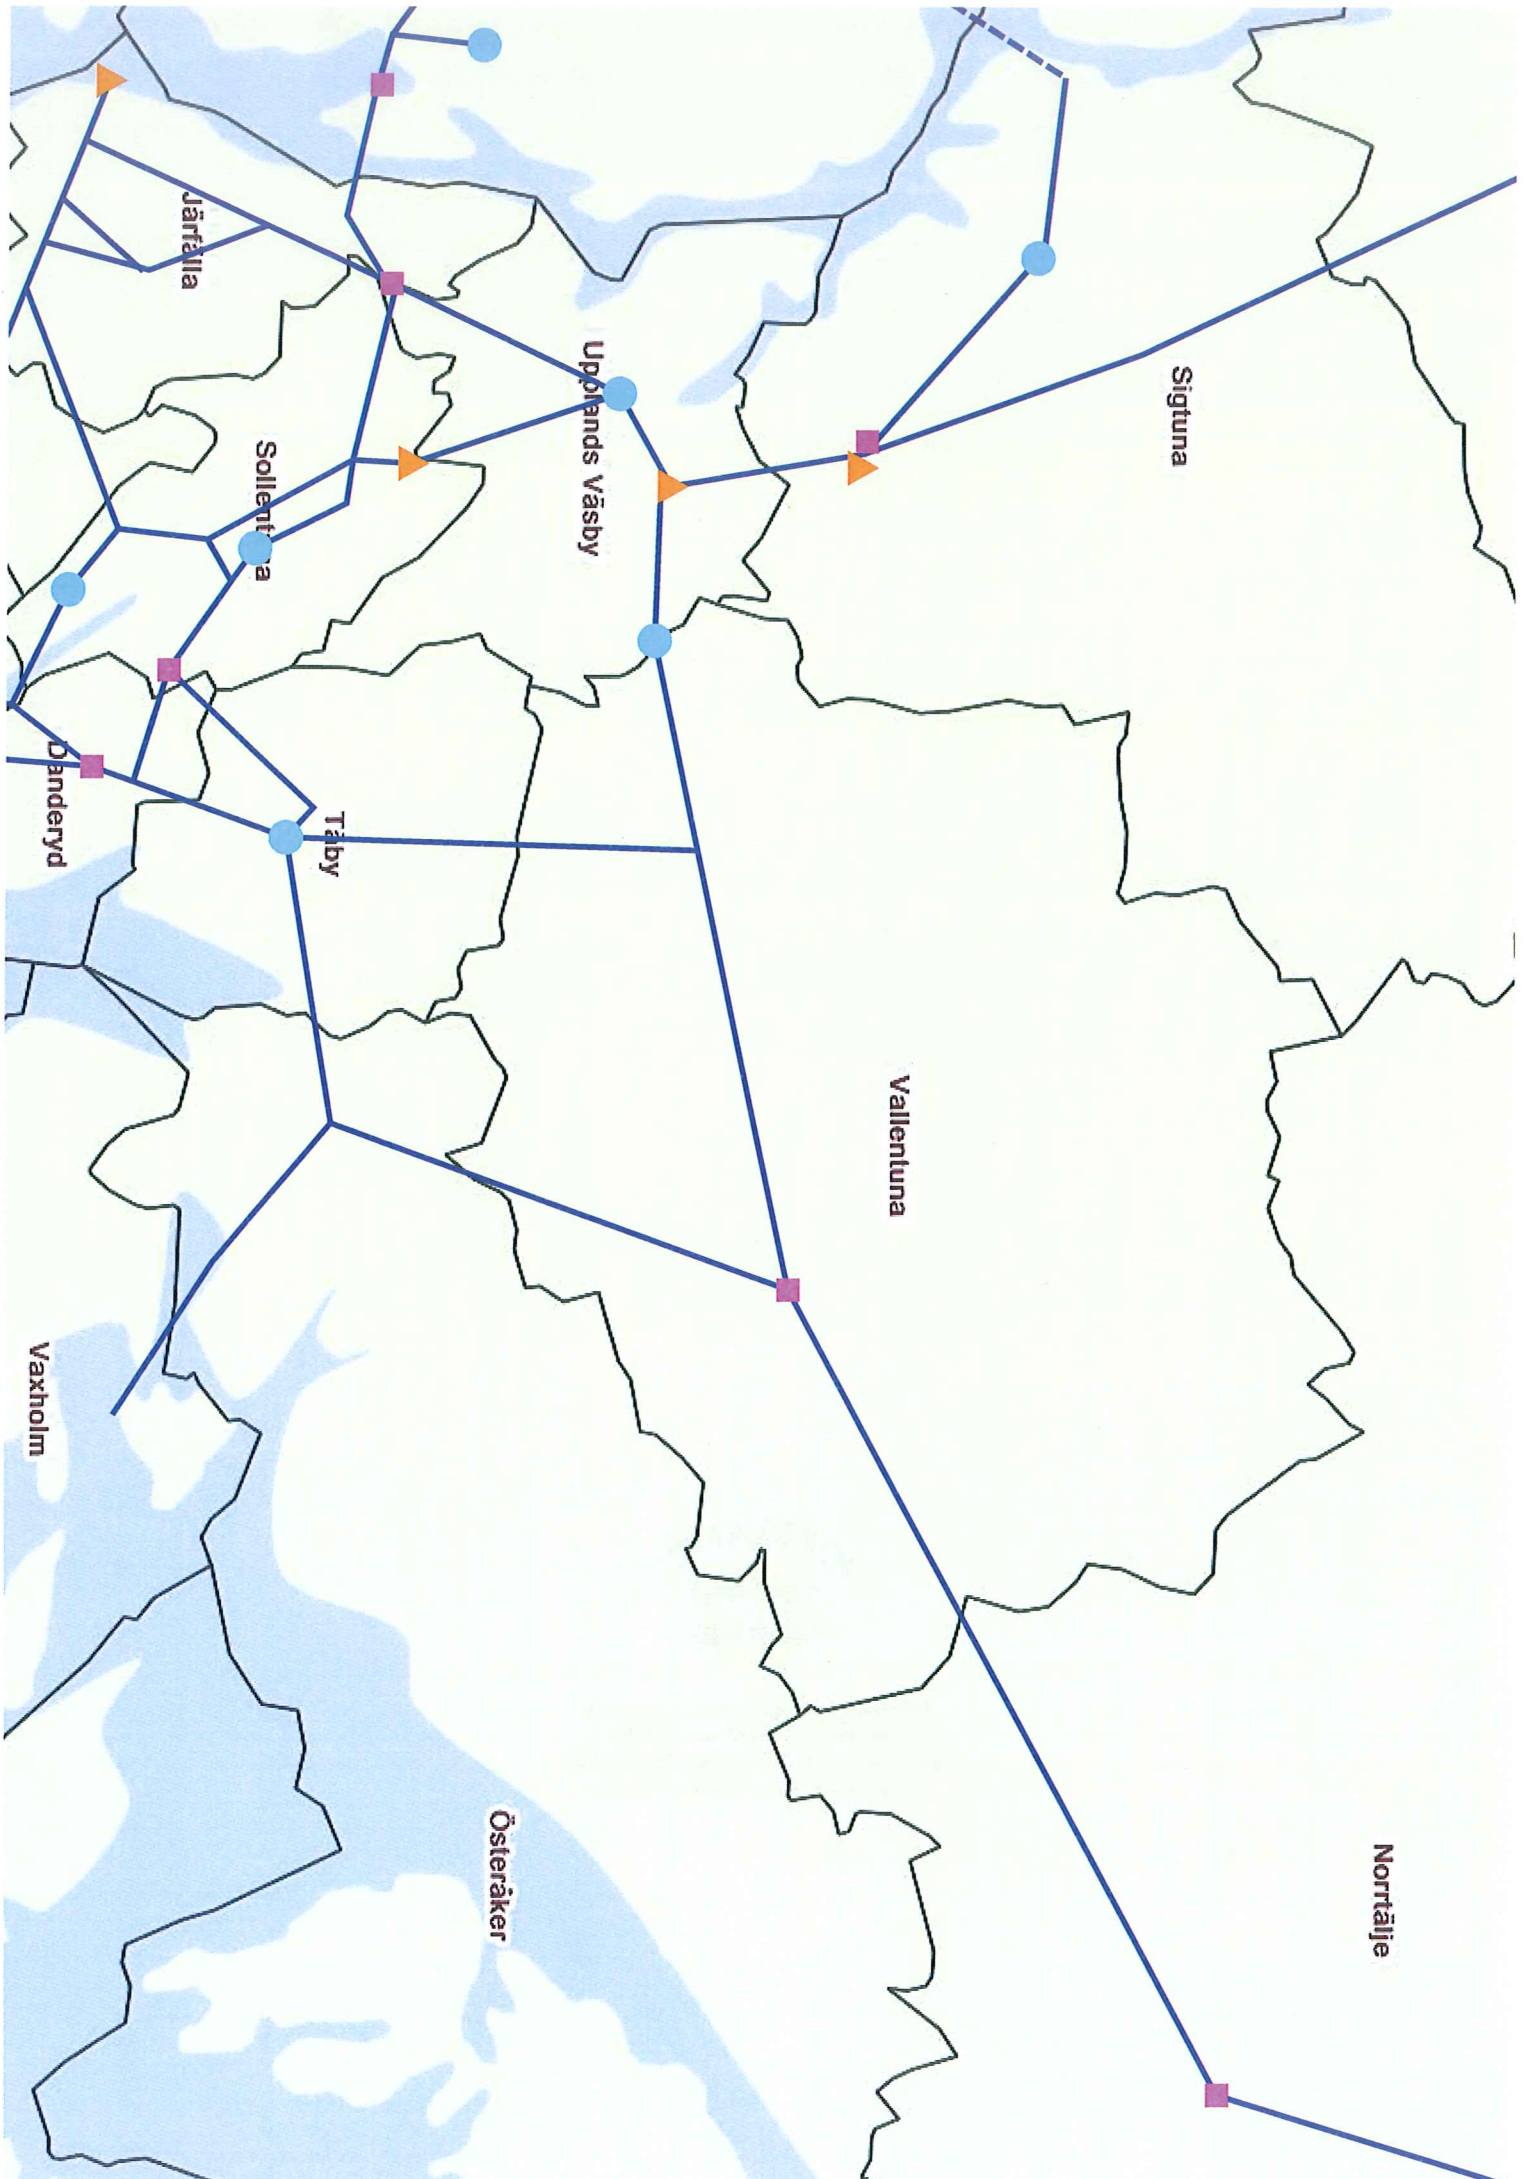 Norrtälje
Sigtuna
Vallentuna
Upplands Väsby
Österåker
Täby
Sollentuna
Järfälla
Danderyd
Vaxholm